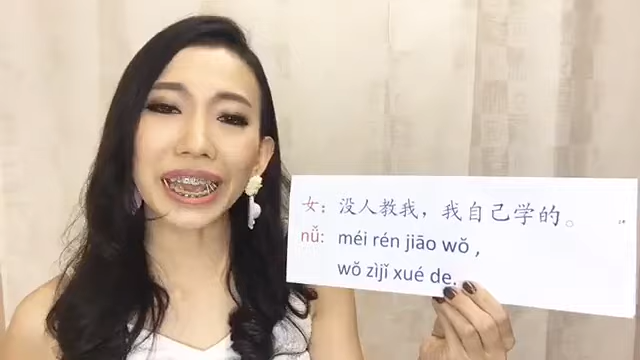 女：没人教我，我自己学的。
nǚ: méi rén jiāo wǒ ,
wǒ zìjǐ xué de.